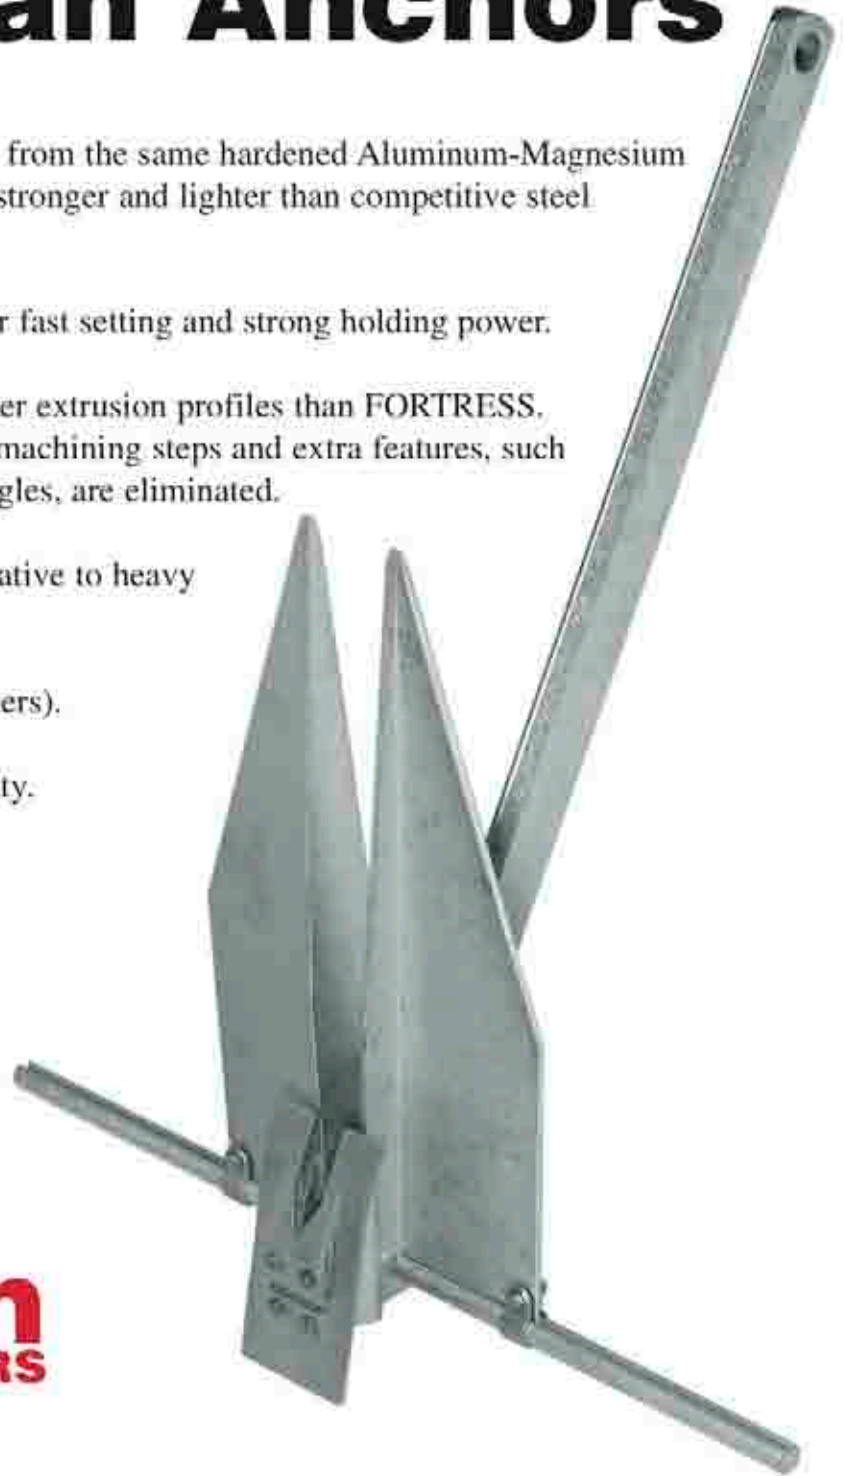 an Anchors
from the same hardened Aluminum-Magnesium
stronger and lighter than competitive steel
r fast setting and strong holding power.
er extrusion profiles than FORTRESS.
machining steps and extra features, such
gles, are eliminated.
ative to heavy
ers).
ty.
n
RS